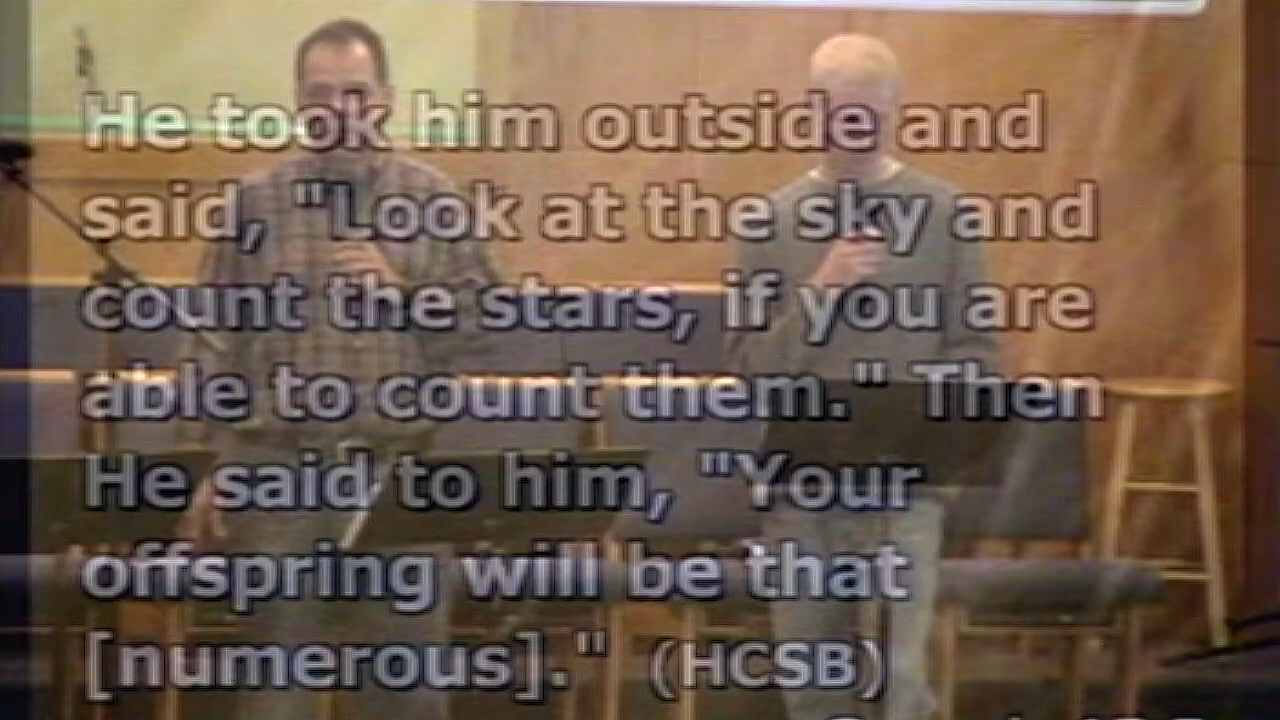 He took him outside and
said, "Look at the sky and
count the stars, if you are
able to count them." Then
He said to him, "Your
offspring will be that
[numerous]." (HCSB)